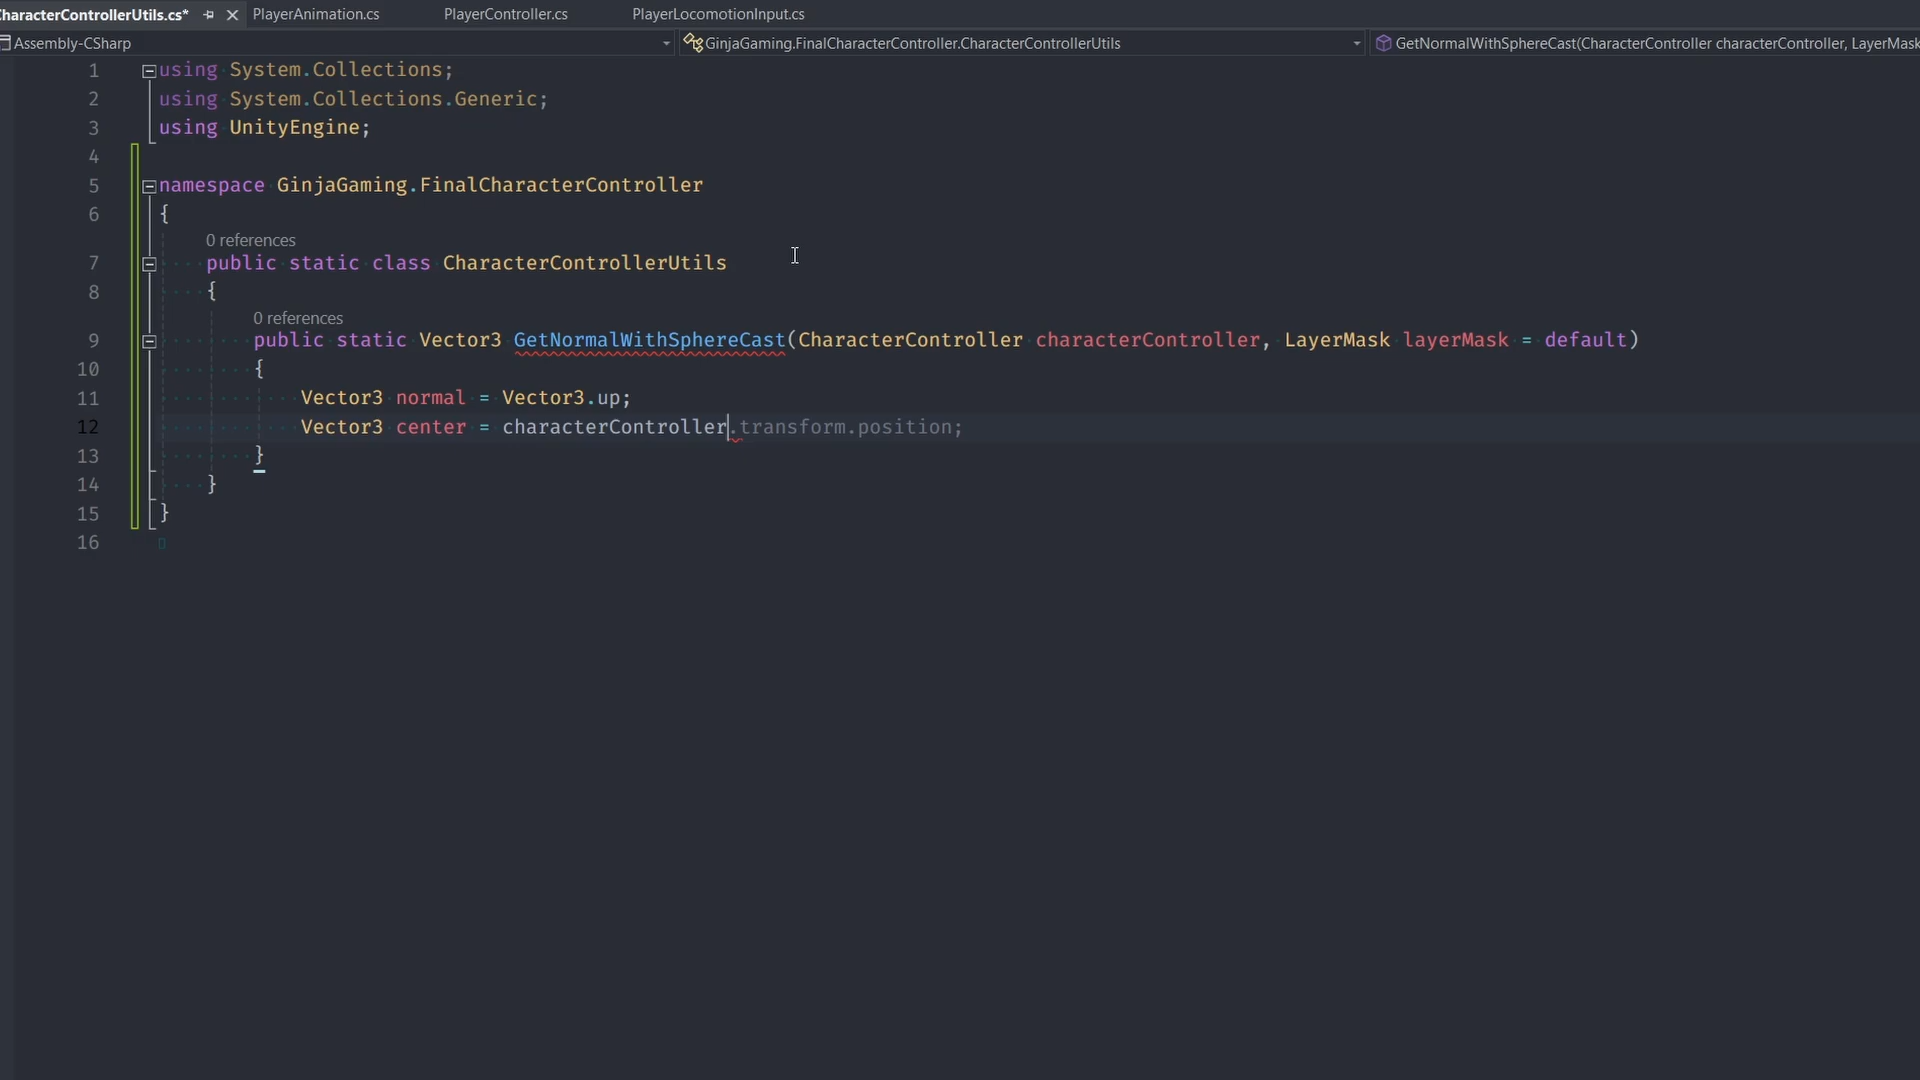 CharacterControllerUtils.cs* PlayerAnimation.cs PlayerController.cs PlayerLocomotionInput.cs
Assembly-CSharp GinjaGaming.FinalCharacterController.CharacterControllerUtils GetNormalWithSphereCast(CharacterController characterController, LayerMask
1 using System.Collections;
2 using System.Collections.Generic;
3 using UnityEngine;
4
5 namespace GinjaGaming.FinalCharacterController
6 {
0 references
7 public static class CharacterControllerUtils
8 {
0 references
9 public static Vector3 GetNormalWithSphereCast(CharacterController characterController, LayerMask layerMask = default)
10 {
11 Vector3 normal = Vector3.up;
12 Vector3 center = characterController.transform.position;
13 }
14 }
15 }
16